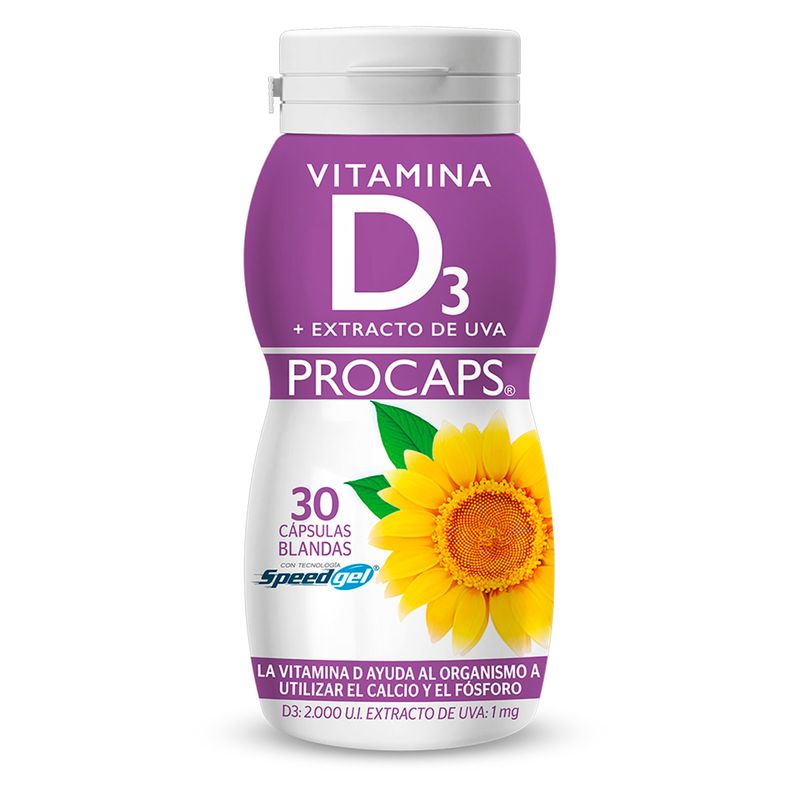 VITAMINA
D3
+ EXTRACTO DE UVA
PROCAPS®
30
CÁPSULAS
BLANDAS
CON TECNOLOGÍA
Speedgel®
LA VITAMINA D AYUDA AL ORGANISMO A
UTILIZAR EL CALCIO Y EL FÓSFORO
D3: 2.000 U.I. EXTRACTO DE UVA: 1 mg